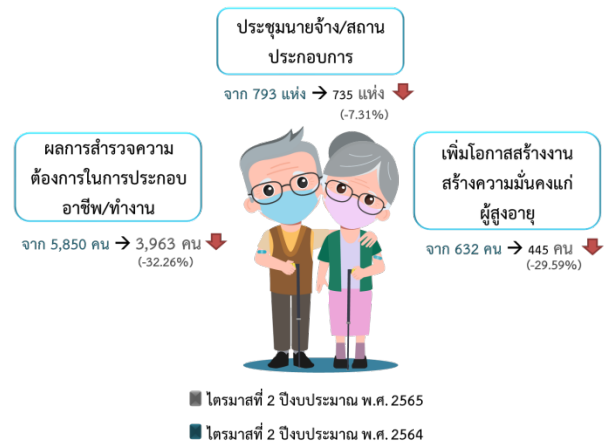 ประชุมนายจ้าง/สถาน
ประกอบการ
จาก 793 แห่ง → 735 แห่ง
(-7.31%)
ผลการสำรวจความ
ต้องการในการประกอบ
อาชีพ/ทำงาน
จาก 5,850 คน → 3,963 คน
(-32.26%)
เพิ่มโอกาสสร้างงาน
สร้างความมั่นคงแก่
ผู้สูงอายุ
จาก 632 คน → 445 คน
(-29.59%)
ไตรมาสที่ 2 ปีงบประมาณ พ.ศ. 2565
ไตรมาสที่ 2 ปีงบประมาณ พ.ศ. 2564